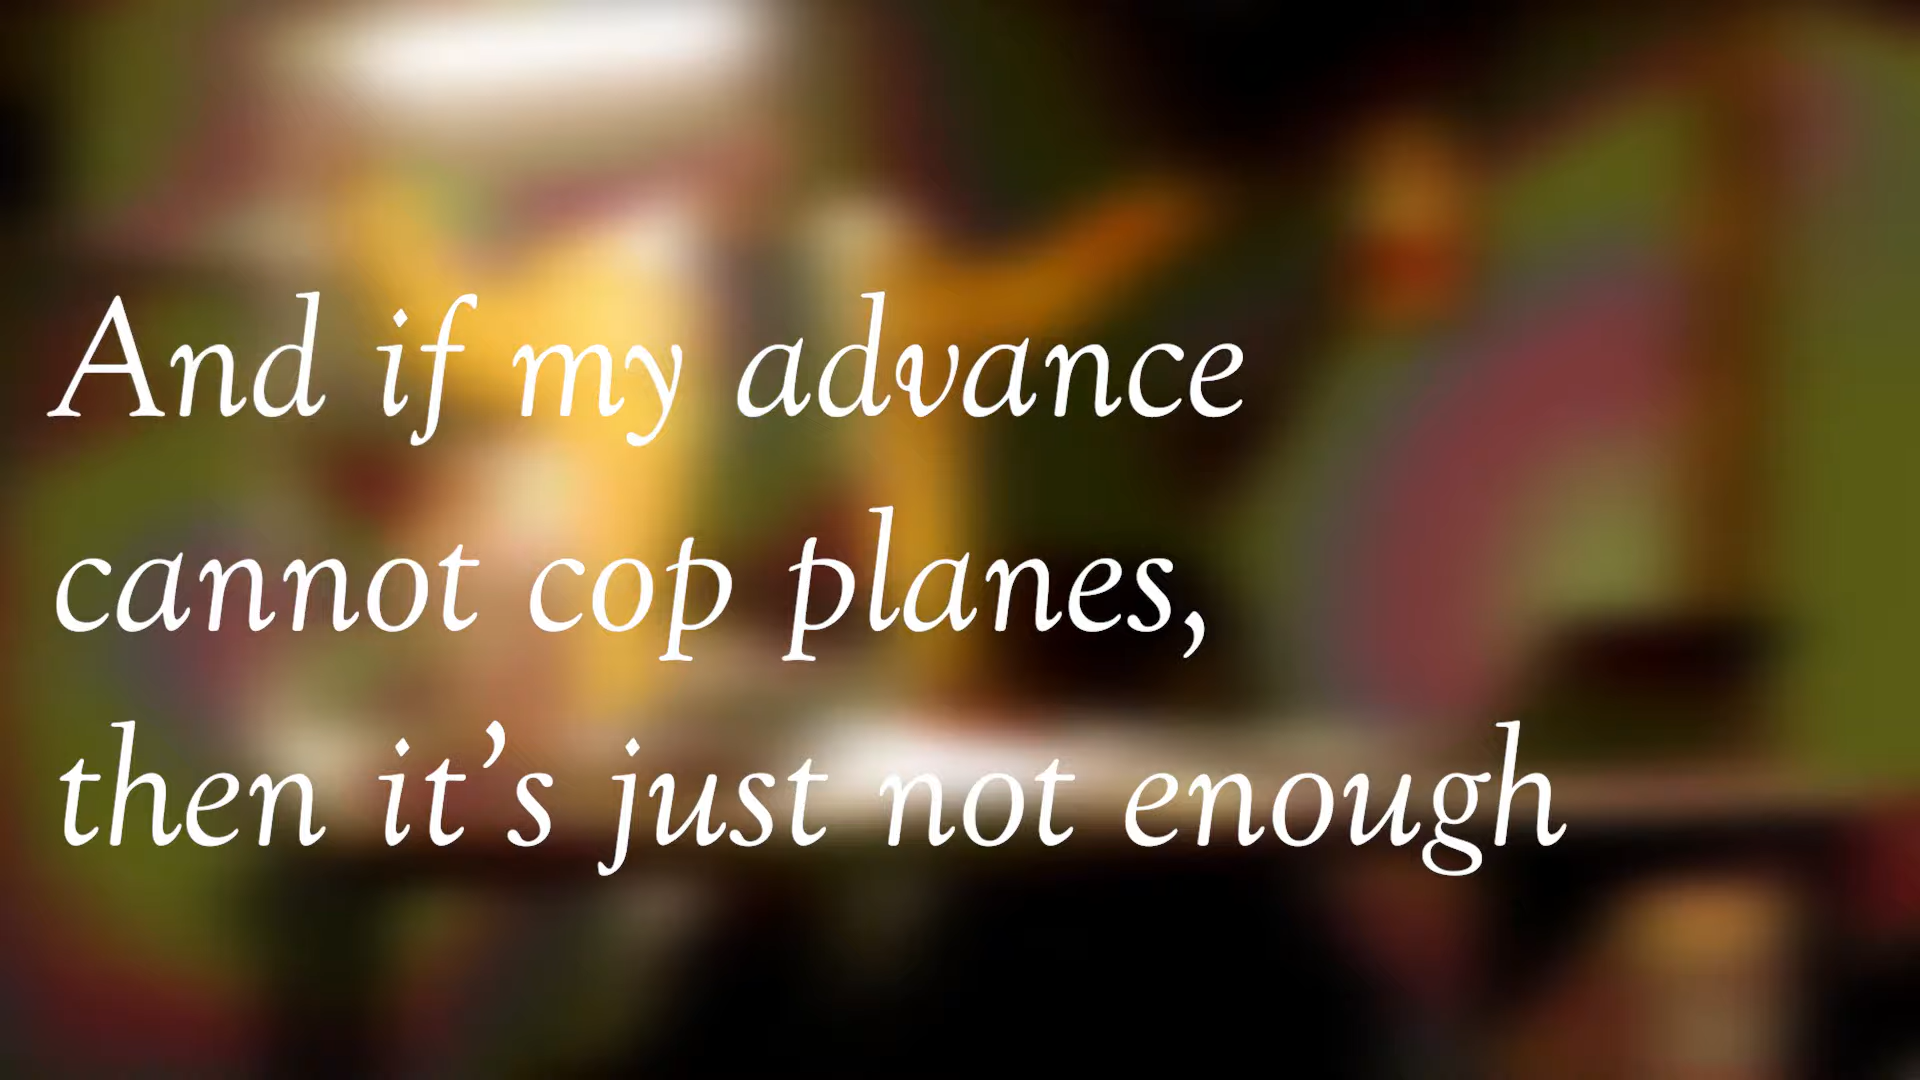 And if my advance
cannot cop planes,
then it’s just not enough